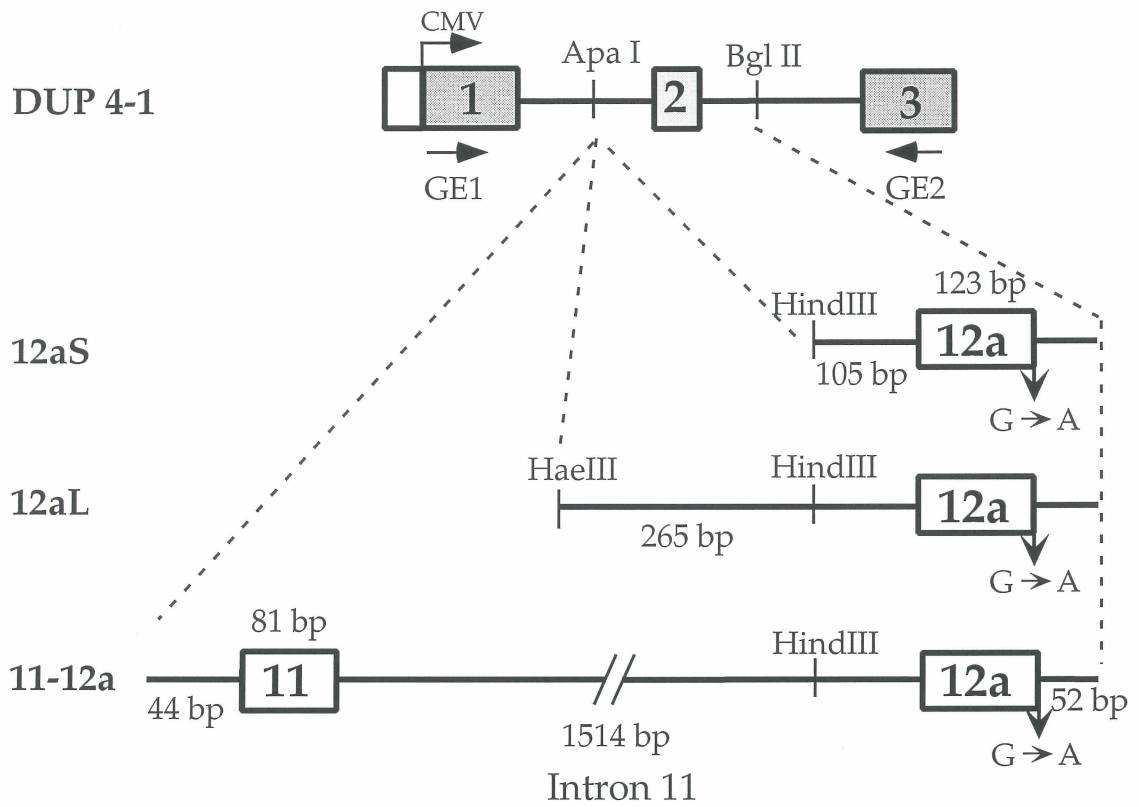 CMV
Apa I
Bgl II
DUP 4-1
1
2
3
GE1
GE2
123 bp
HindIII
12aS
12a
105 bp
G → A
HaeIII
HindIII
12aL
12a
265 bp
G → A
81 bp
HindIII
11-12a
11
12a
44 bp
52 bp
1514 bp
G → A
Intron 11